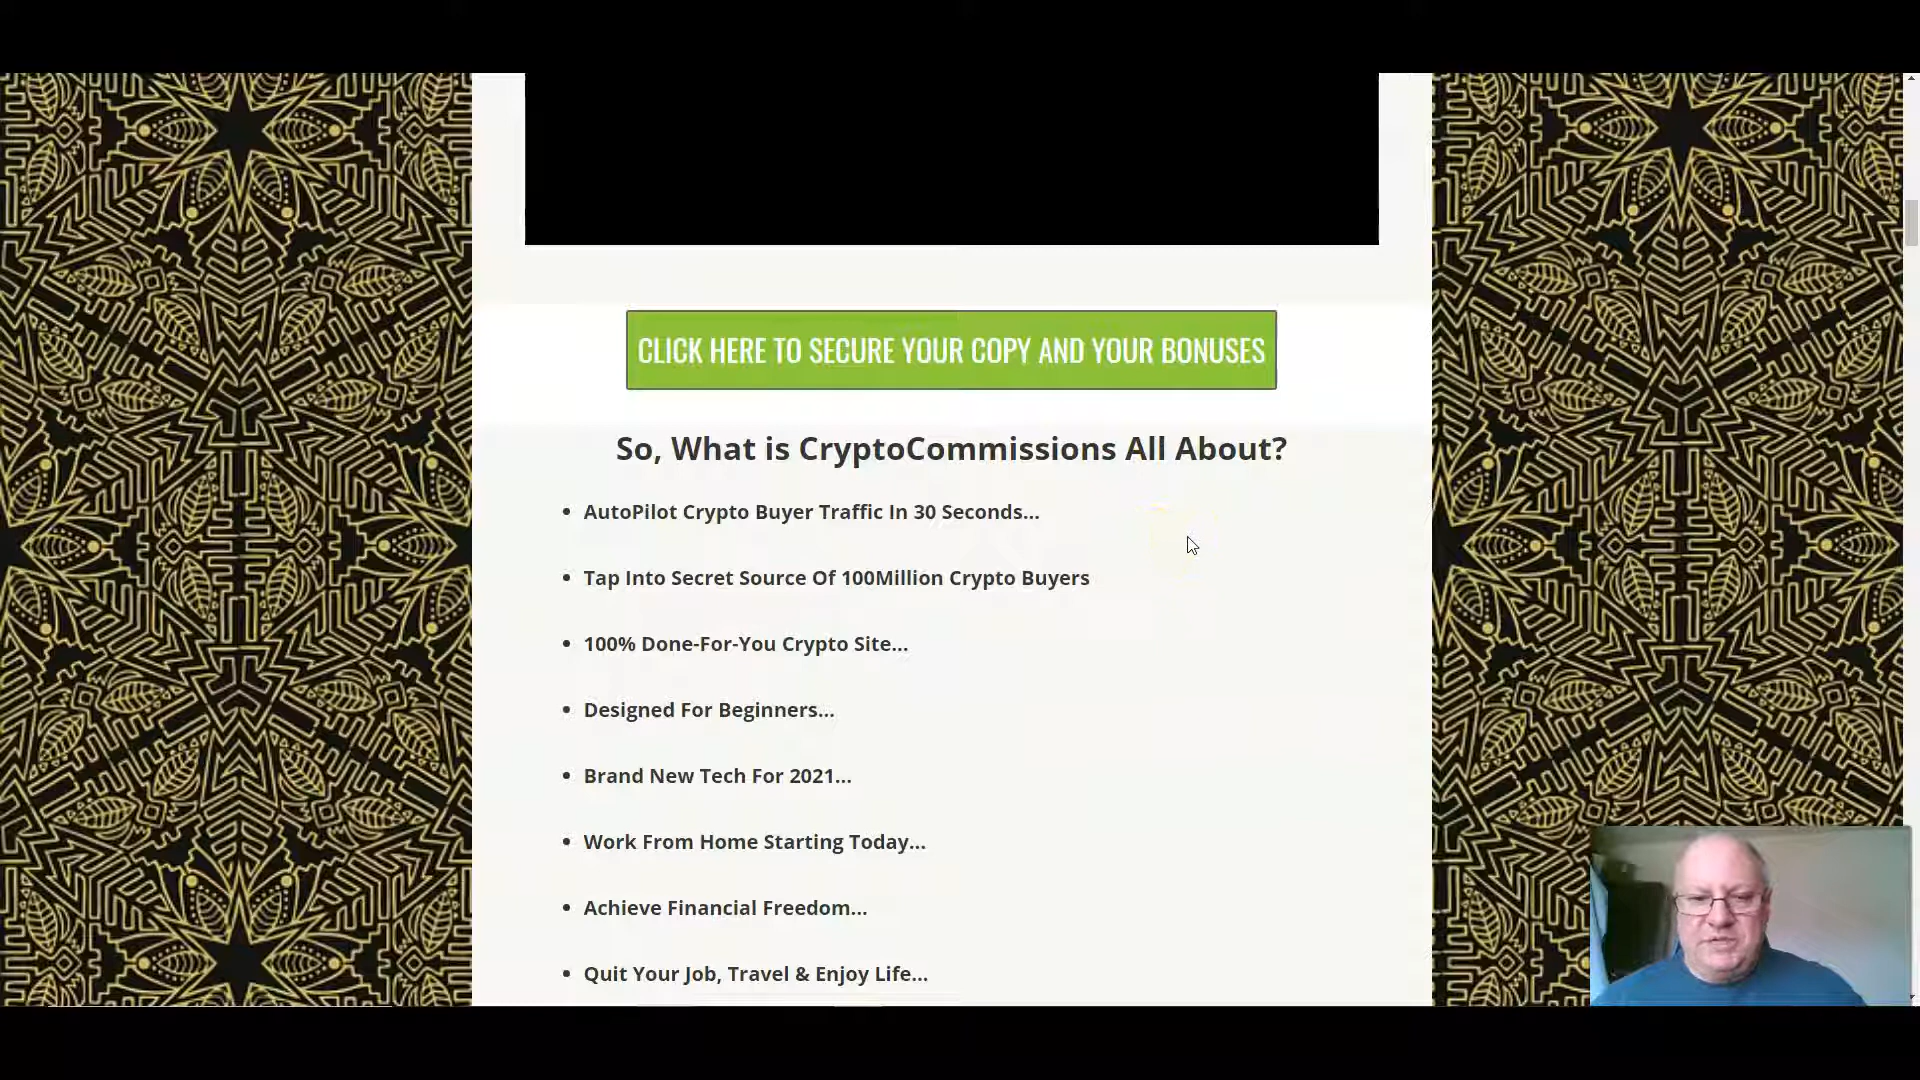 CLICK HERE TO SECURE YOUR COPY AND YOUR BONUSES
So, What is CryptoCommissions All About?
• AutoPilot Crypto Buyer Traffic In 30 Seconds...
• Tap Into Secret Source Of 100Million Crypto Buyers
• 100% Done-For-You Crypto Site...
• Designed For Beginners...
• Brand New Tech For 2021...
• Work From Home Starting Today...
• Achieve Financial Freedom...
• Quit Your Job, Travel & Enjoy Life...